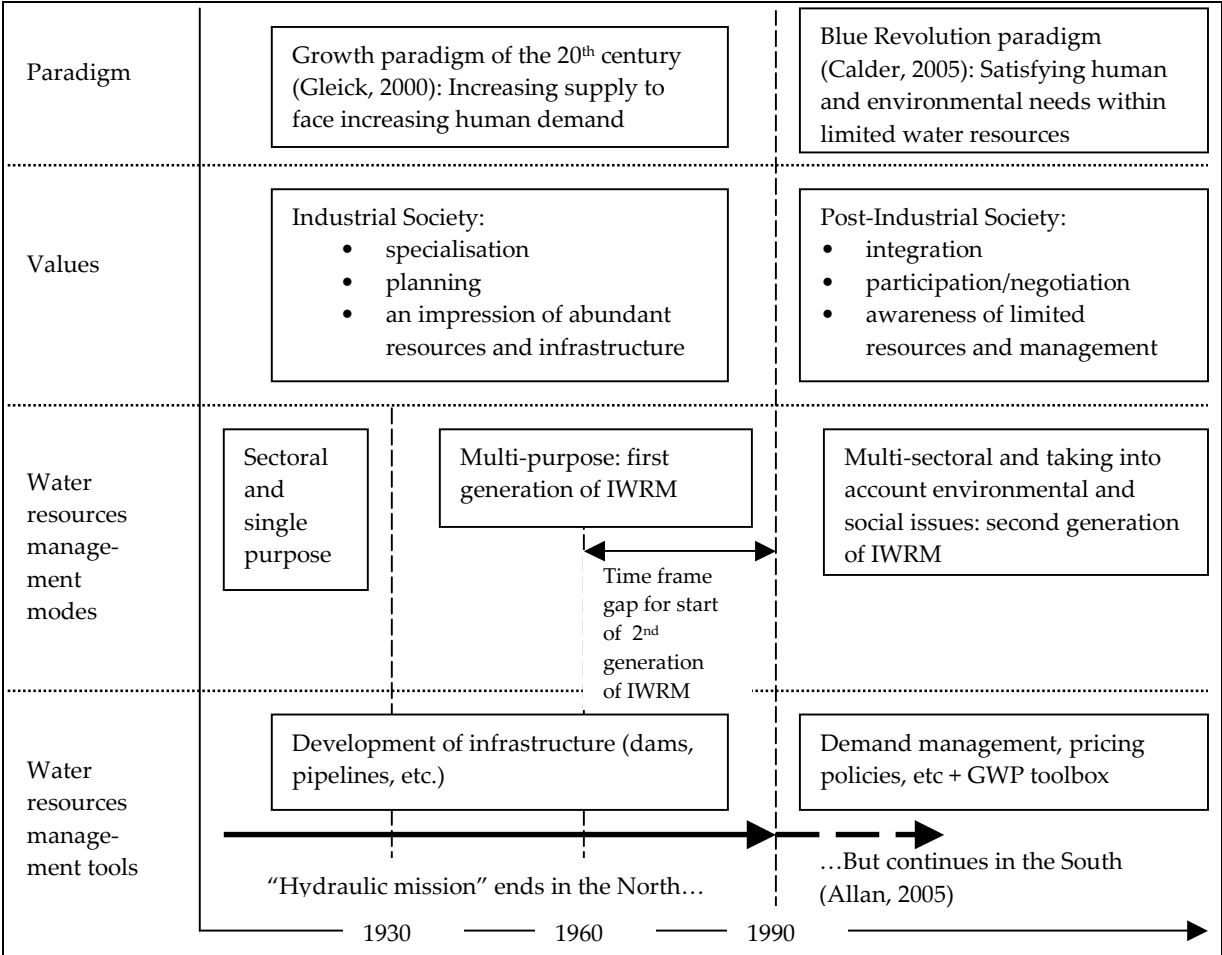 Paradigm
Growth paradigm of the 20th century
(Gleick, 2000): Increasing supply to
face increasing human demand
Blue Revolution paradigm
(Calder, 2005): Satisfying human
and environmental needs within
limited water resources
Values
Industrial Society:
• specialisation
• planning
• an impression of abundant
resources and infrastructure
Post-Industrial Society:
• integration
• participation/negotiation
• awareness of limited
resources and management
Water
resources
manage-
ment
modes
Sectoral
and
single
purpose
Multi-purpose: first
generation of IWRM
Time frame
gap for start
of 2nd
generation
of IWRM
Multi-sectoral and taking into
account environmental and
social issues: second generation
of IWRM
Water
resources
manage-
ment tools
Development of infrastructure (dams,
pipelines, etc.)
Demand management, pricing
policies, etc + GWP toolbox
“Hydraulic mission” ends in the North…
…But continues in the South
(Allan, 2005)
1930
1960
1990